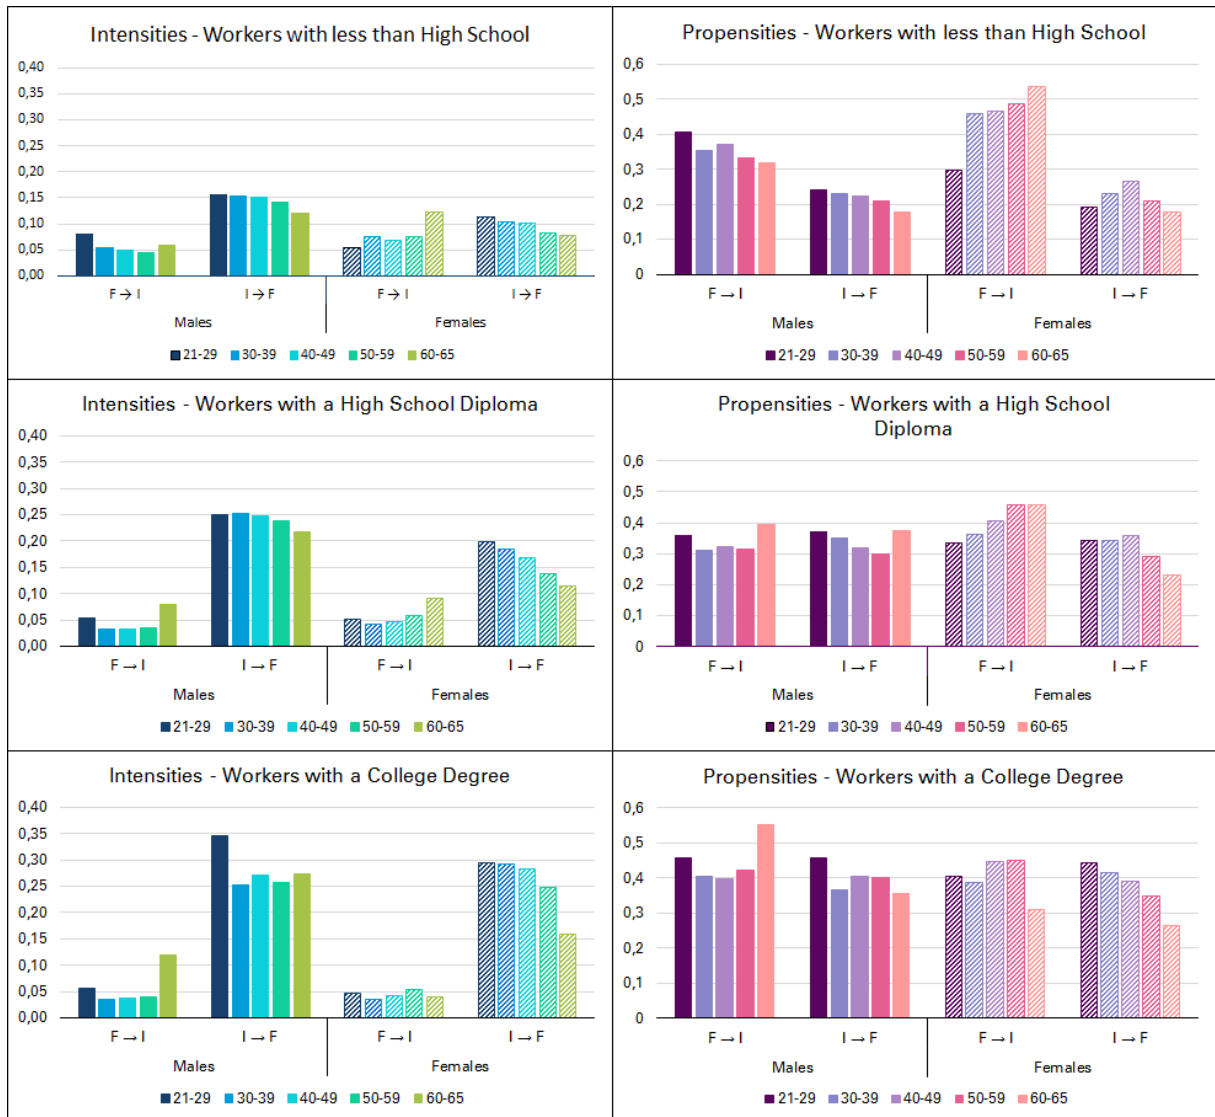 Intensities - Workers with less than High School
0,40
0,35
0,30
0,25
0,20
0,15
0,10
0,05
0,00
F → I I → F F → I I → F
Males Females
21-29 30-39 40-49 50-59 60-65
Propensities - Workers with less than High School
0,6
0,5
0,4
0,3
0,2
0,1
0
F → I I → F F → I I → F
Males Females
21-29 30-39 40-49 50-59 60-65
Intensities - Workers with a High School Diploma
0,40
0,35
0,30
0,25
0,20
0,15
0,10
0,05
0,00
F → I I → F F → I I → F
Males Females
21-29 30-39 40-49 50-59 60-65
Propensities - Workers with a High School
Diploma
0,6
0,5
0,4
0,3
0,2
0,1
0
F → I I → F F → I I → F
Males Females
21-29 30-39 40-49 50-59 60-65
Intensities - Workers with a College Degree
0,40
0,35
0,30
0,25
0,20
0,15
0,10
0,05
0,00
F → I I → F F → I I → F
Males Females
21-29 30-39 40-49 50-59 60-65
Propensities - Workers with a College Degree
0,6
0,5
0,4
0,3
0,2
0,1
0
F → I I → F F → I I → F
Males Females
21-29 30-39 40-49 50-59 60-65